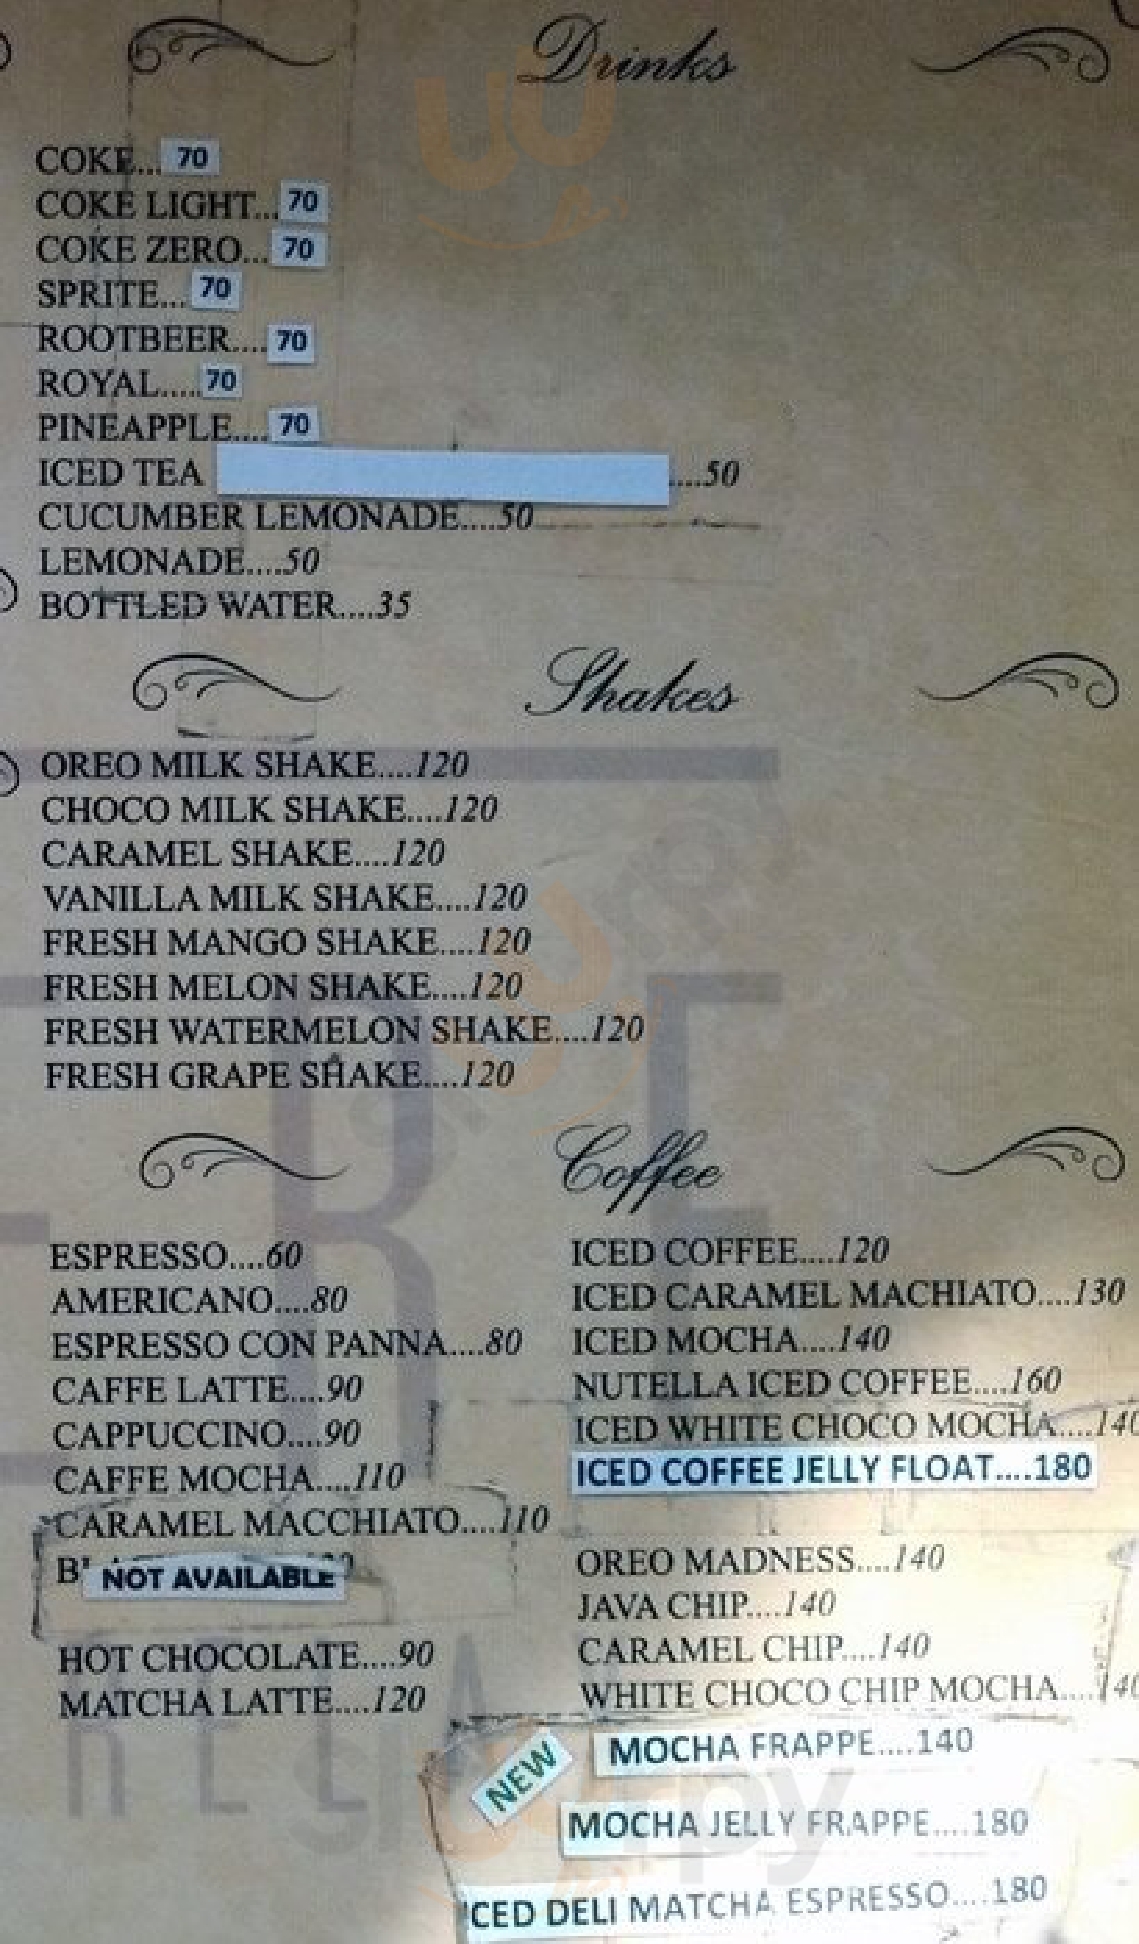 Drinks
COKE... 70
COKE LIGHT... 70
COKE ZERO... 70
SPRITE... 70
ROOTBEER.... 70
ROYAL..... 70
PINEAPPLE.... 70
ICED TEA ....50
CUCUMBER LEMONADE....50
LEMONADE....50
BOTTLED WATER....35
Shakes
OREO MILK SHAKE....120
CHOCO MILK SHAKE....120
CARAMEL SHAKE....120
VANILLA MILK SHAKE....120
FRESH MANGO SHAKE....120
FRESH MELON SHAKE....120
FRESH WATERMELON SHAKE....120
FRESH GRAPE SHAKE....120
Coffee
ESPRESSO....60
AMERICANO....80
ESPRESSO CON PANNA....80
CAFFE LATTE....90
CAPPUCCINO....90
CAFFE MOCHA....110
CARAMEL MACCHIATO....110
NOT AVAILABLE
HOT CHOCOLATE....90
MATCHA LATTE....120
ICED COFFEE....120
ICED CARAMEL MACHIATO....130
ICED MOCHA....140
NUTELLA ICED COFFEE....160
ICED WHITE CHOCO MOCHA....140
ICED COFFEE JELLY FLOAT....180
OREO MADNESS....140
JAVA CHIP....140
CARAMEL CHIP....140
WHITE CHOCO CHIP MOCHA....140
NEW MOCHA FRAPPE....140
MOCHA JELLY FRAPPE....180
ICED DELI MATCHA ESPRESSO....180